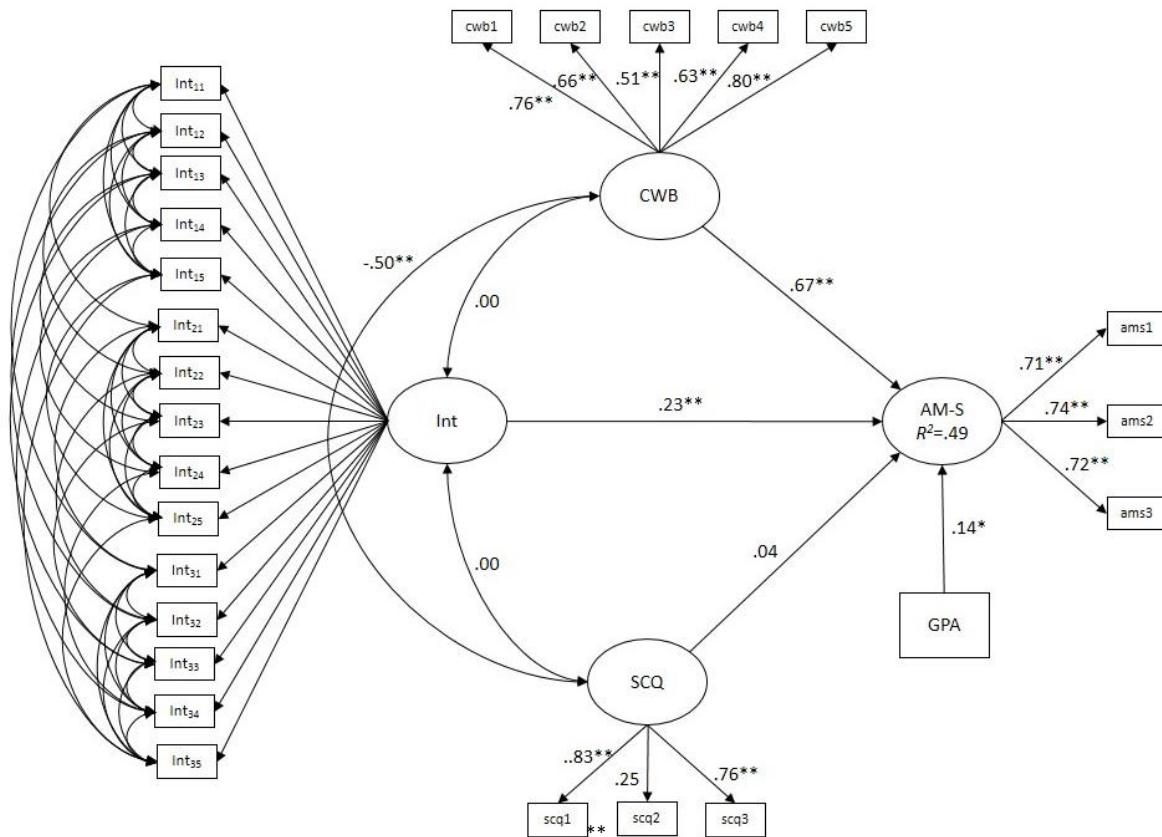 cwb1 cwb2 cwb3 cwb4 cwb5
.76** .66** .51** .63** .80**
CWB
Int₁₁
Int₁₂
Int₁₃
Int₁₄
Int₁₅
Int₂₁
Int₂₂
Int₂₃
Int₂₄
Int₂₅
Int₃₁
Int₃₂
Int₃₃
Int₃₄
Int₃₅
-.50**
.00
.67**
Int
.23**
AM-S
R²=.49
.71**
.74**
.72**
ams1
ams2
ams3
.00
.04
.14*
GPA
SCQ
..83** .25 .76**
scq1 ** scq2 scq3